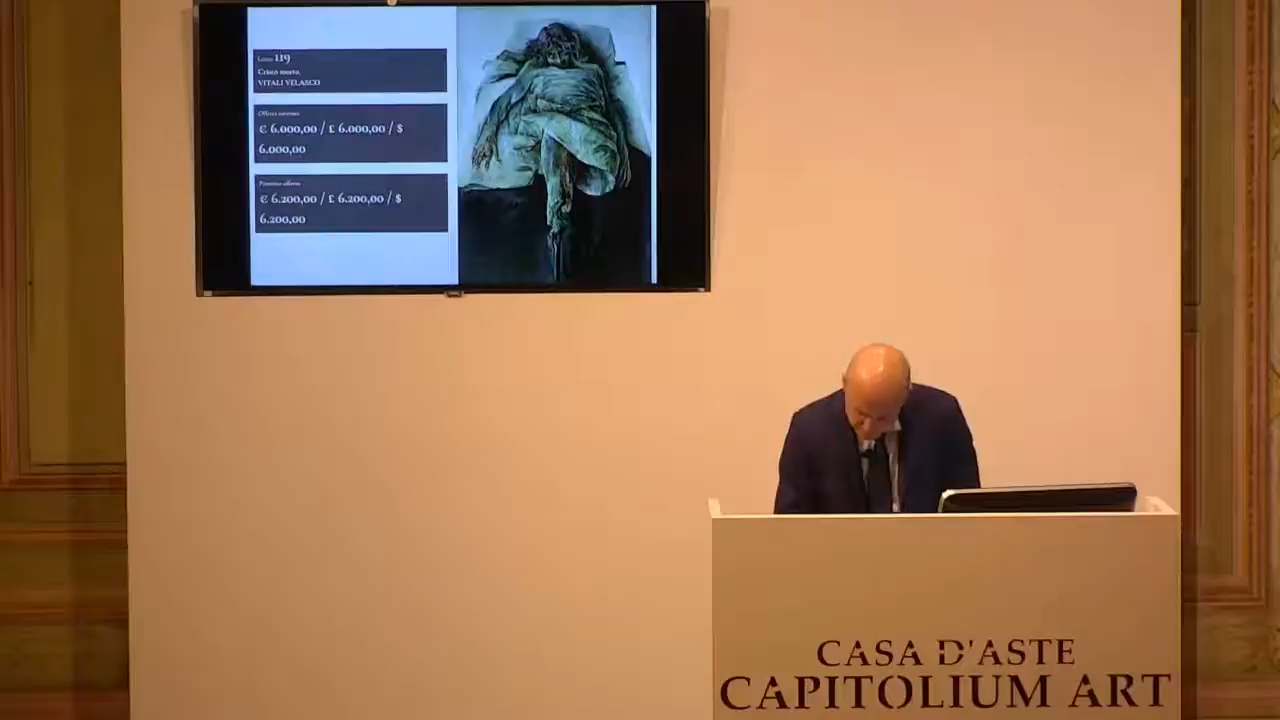 Lotto 119
Cristo morto.
VITALI VELASCO
Offerta corrente
€ 6.000,00 / £ 6.000,00 / $
6.000,00
Prossima offerta
€ 6.200,00 / £ 6.200,00 / $
6.200,00
CASA D'ASTE
CAPITOLIUM ART